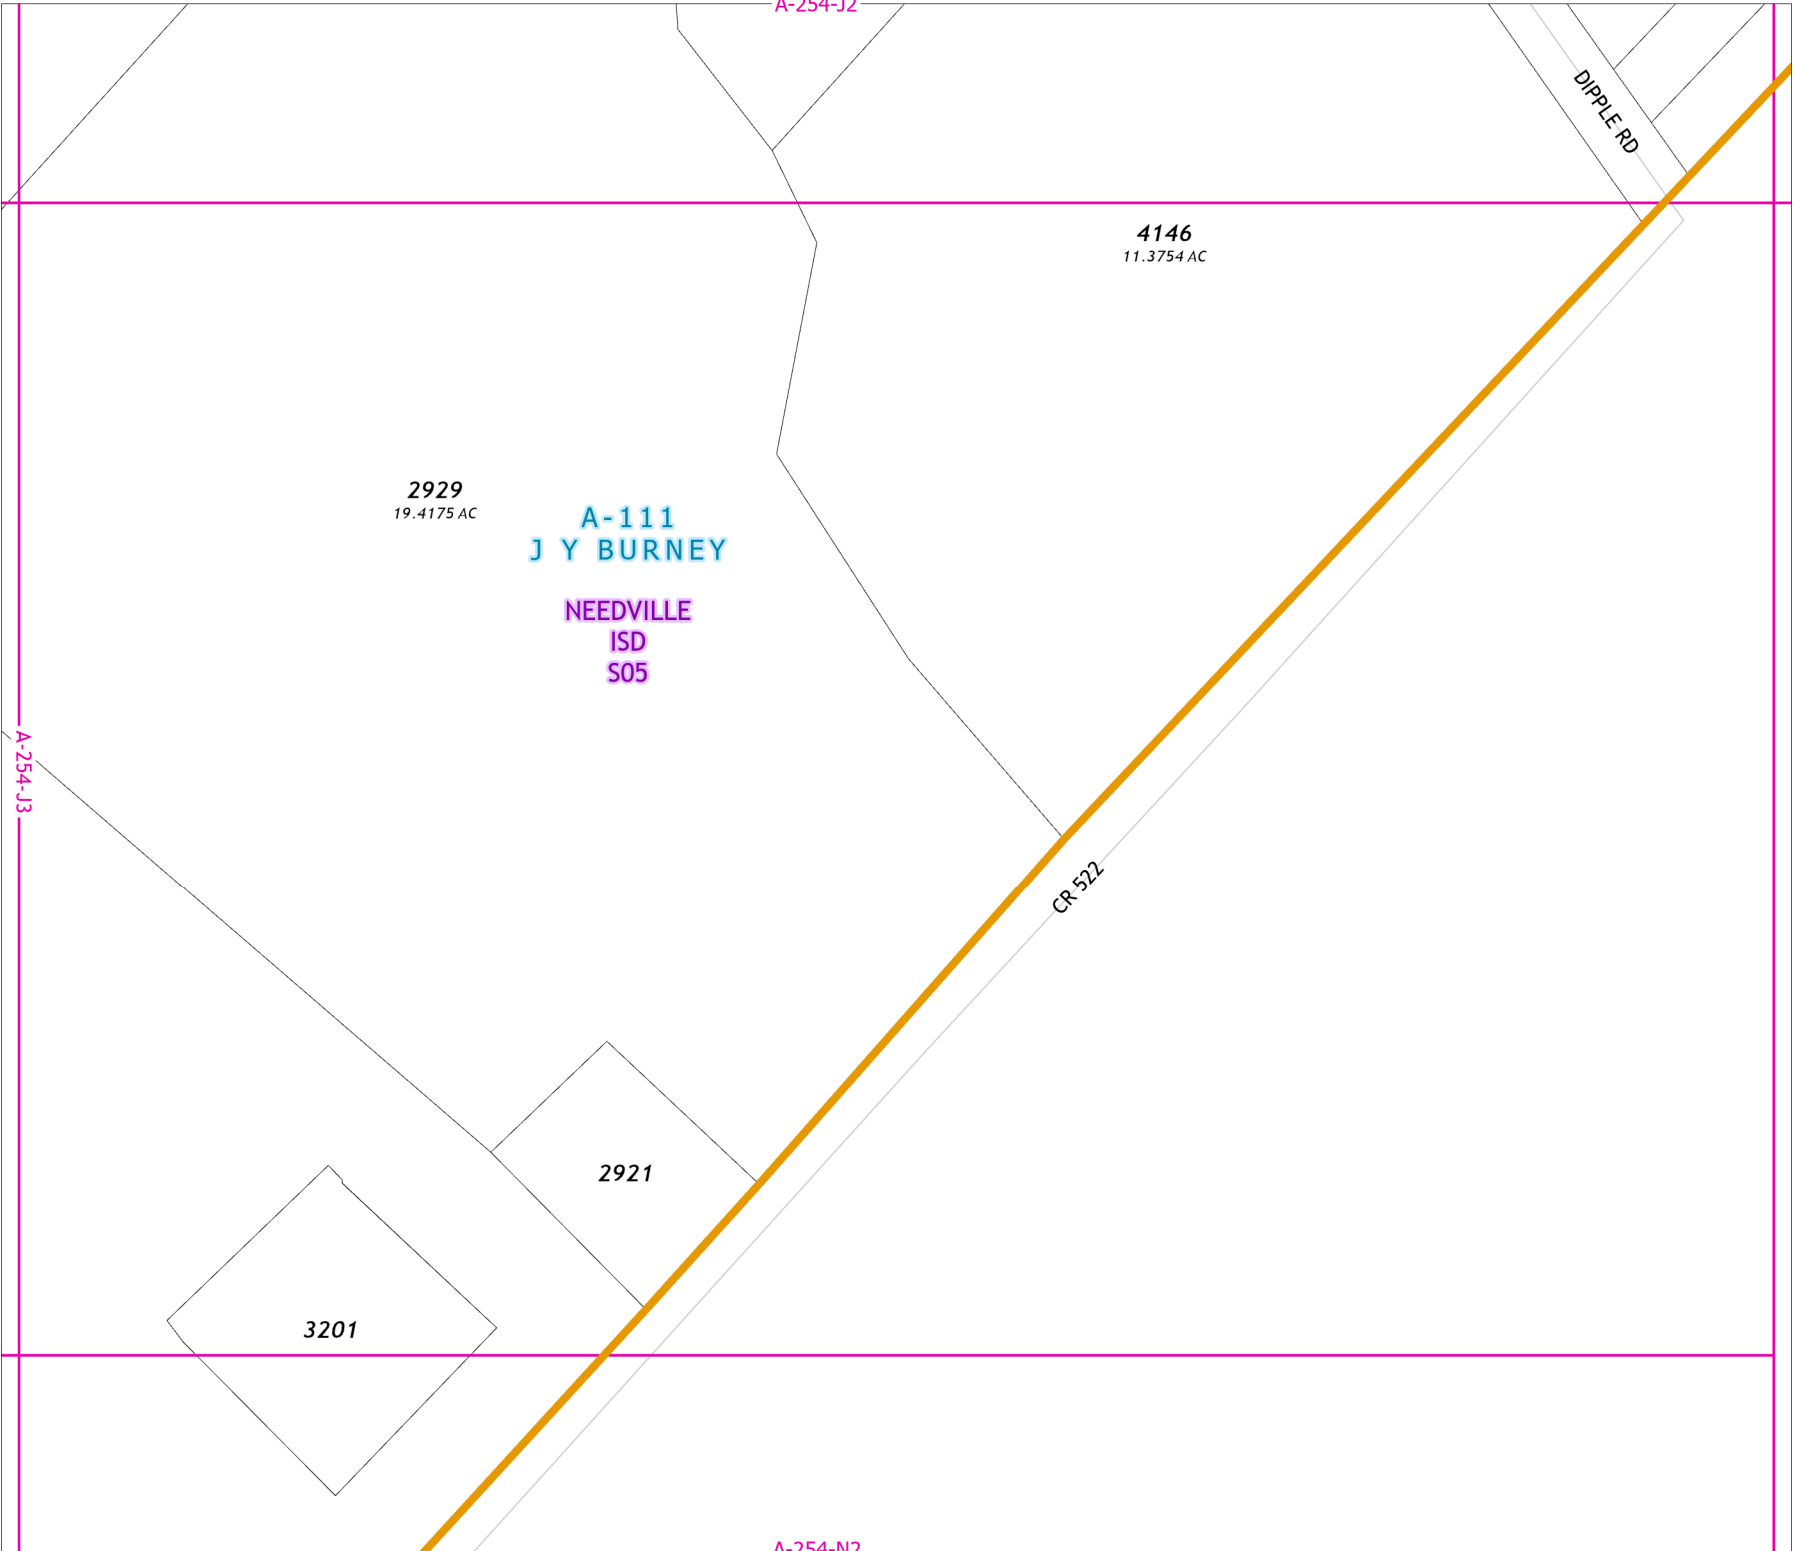 A-254-J2
DIPPLE RD
4146
11.3754 AC
2929
19.4175 AC
A-111
J Y BURNEY
NEEDVILLE
ISD
S05
A-254-J3
CR 522
2921
3201
A-254-N2